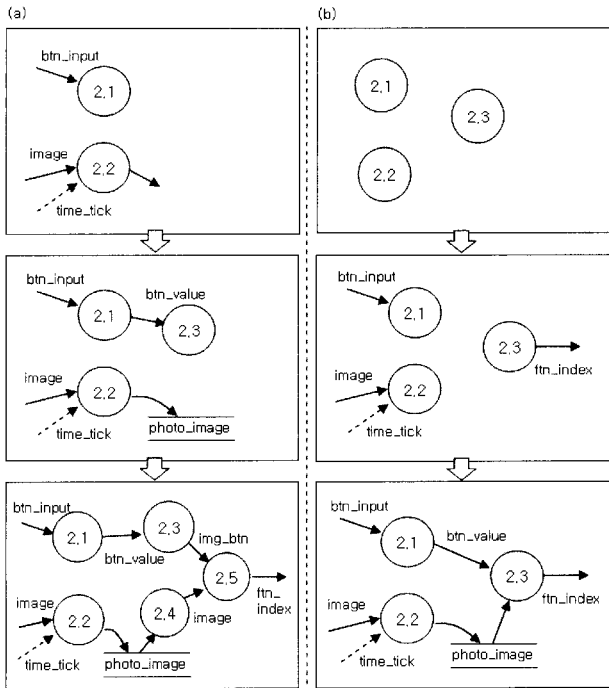 (a)
btn_input
2,1
image
2,2
time_tick
btn_input
2,1
btn_value
2,3
image
2,2
time_tick
photo_image
btn_input
2,1
btn_value
2,3
img_btn
2,5
ftn_
index
image
2,2
time_tick
photo_image
2,4
image
(b)
2,1
2,3
2,2
btn_input
2,1
2,3
ftn_index
image
2,2
time_tick
btn_input
2,1
btn_value
2,3
ftn_index
image
2,2
time_tick
photo_image